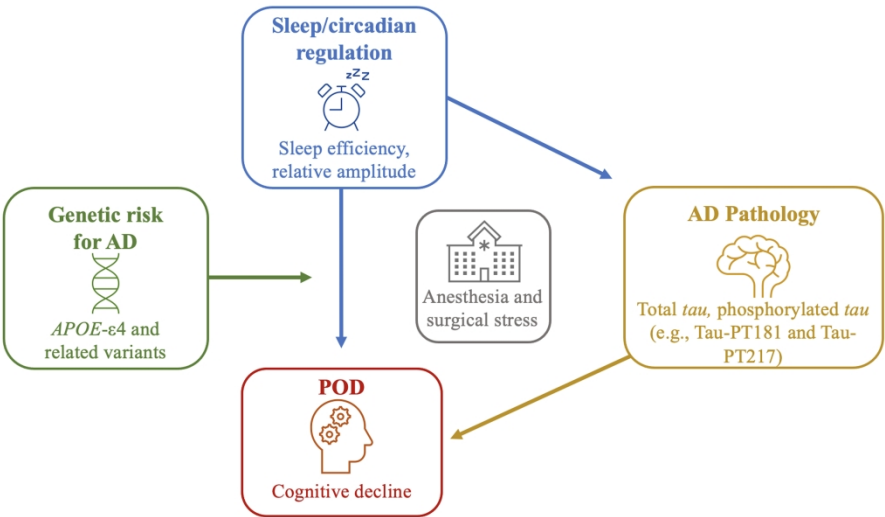 Sleep/circadian
regulation
zZZ
Sleep efficiency,
relative amplitude
Genetic risk
for AD
APOE-ε4 and
related variants
Anesthesia and
surgical stress
AD Pathology
Total tau, phosphorylated tau
(e.g., Tau-PT181 and Tau-
PT217)
POD
Cognitive decline